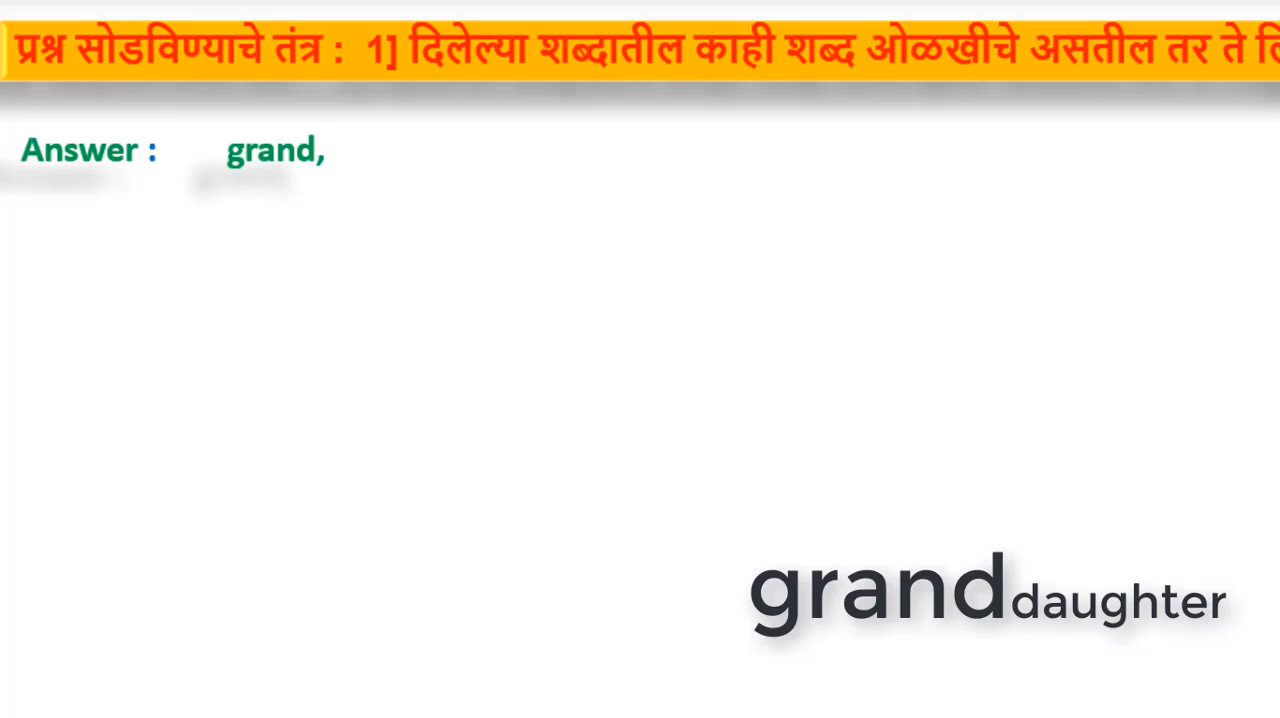 प्रश्न सोडविण्याचे तंत्र : 1] दिलेल्या शब्दातील काही शब्द ओळखीचे असतील तर ते
Answer : grand,
granddaughter